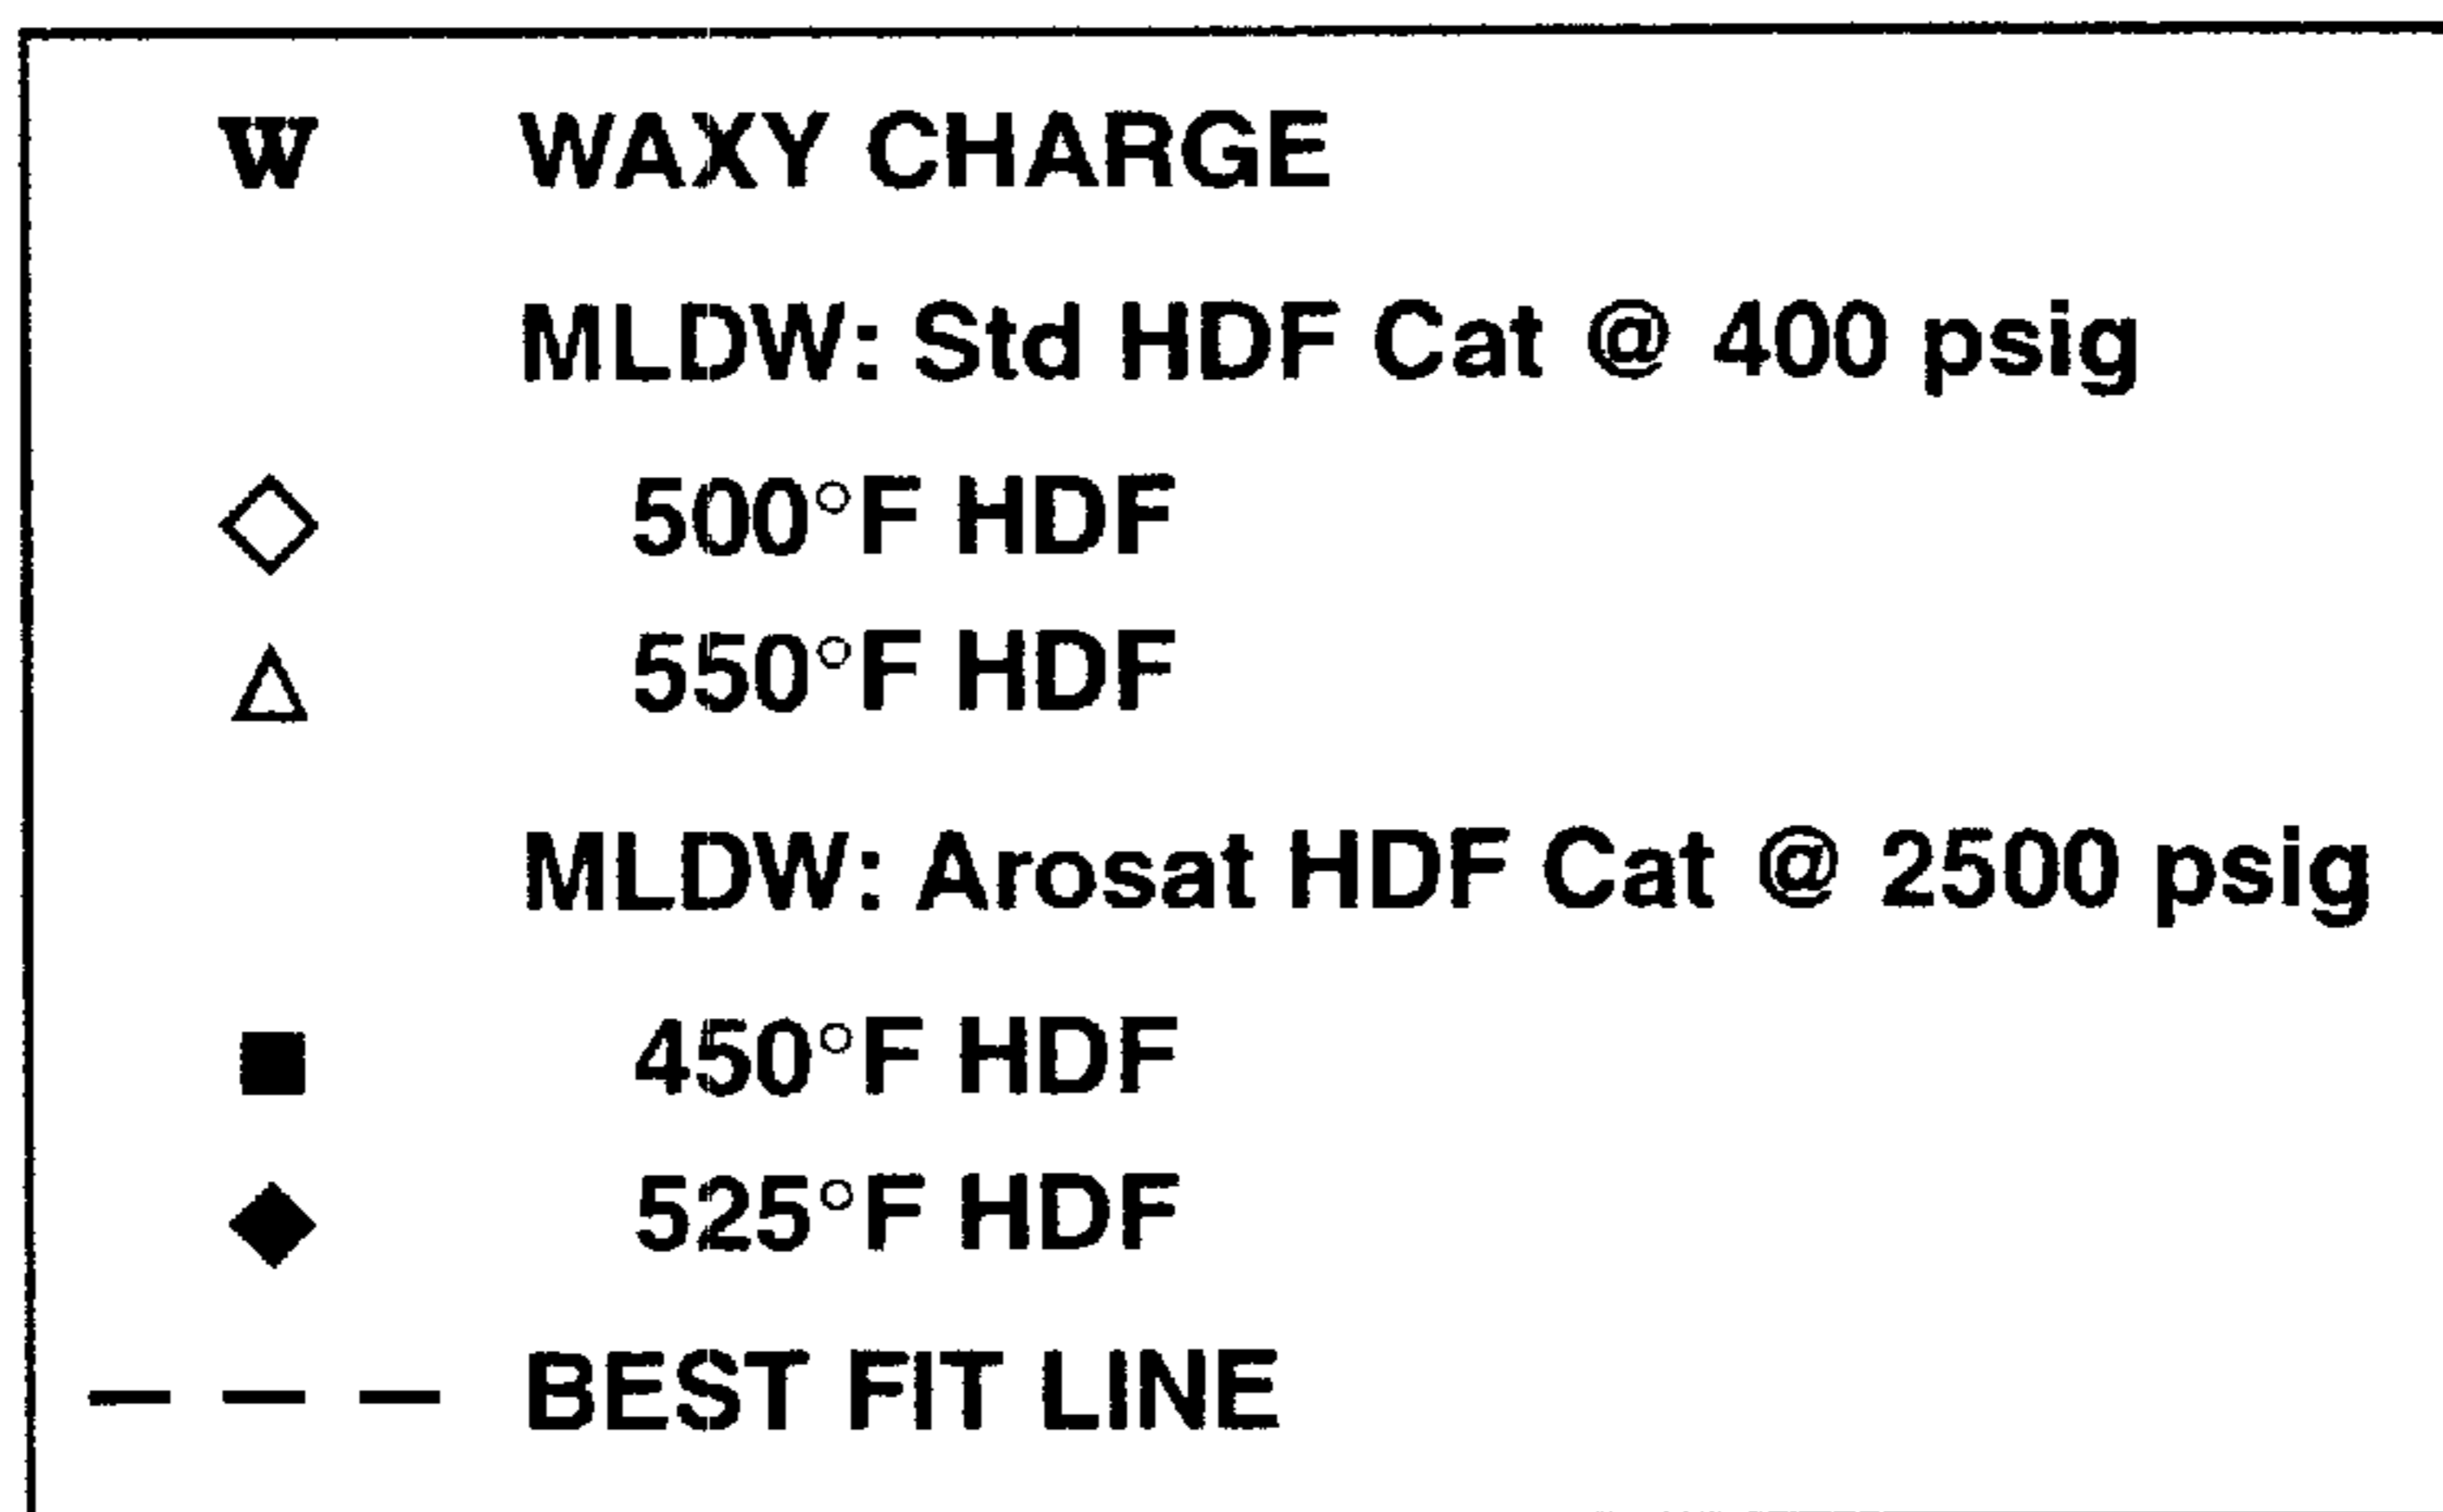 W WAXY CHARGE
MLDW: Std HDF Cat @ 400 psig
500°F HDF
550°F HDF
MLDW: Arosat HDF Cat @ 2500 psig
450°F HDF
525°F HDF
BEST FIT LINE